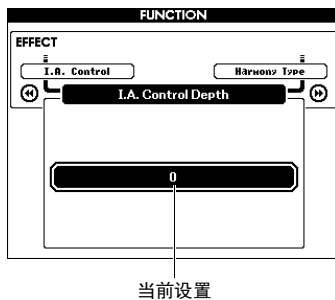 FUNCTION
EFFECT
I.A. Control
Harmony Type
I.A. Control Depth
0
当前设置